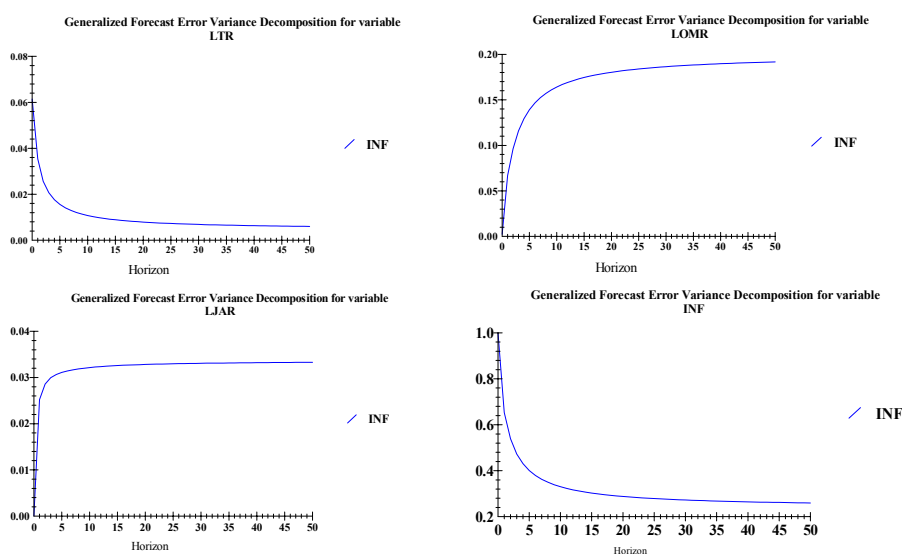 Generalized Forecast Error Variance Decomposition for variable
LTR
0.08
0.06
0.04
0.02
0.00
0 5 10 15 20 25 30 35 40 45 50
Horizon
INF
Generalized Forecast Error Variance Decomposition for variable
LOMR
0.20
0.15
0.10
0.05
0.00
0 5 10 15 20 25 30 35 40 45 50
Horizon
INF
Generalized Forecast Error Variance Decomposition for variable
LJAR
0.04
0.03
0.02
0.01
0.00
0 5 10 15 20 25 30 35 40 45 50
Horizon
INF
Generalized Forecast Error Variance Decomposition for variable
INF
1.0
0.8
0.6
0.4
0.2
0 5 10 15 20 25 30 35 40 45 50
Horizon
INF